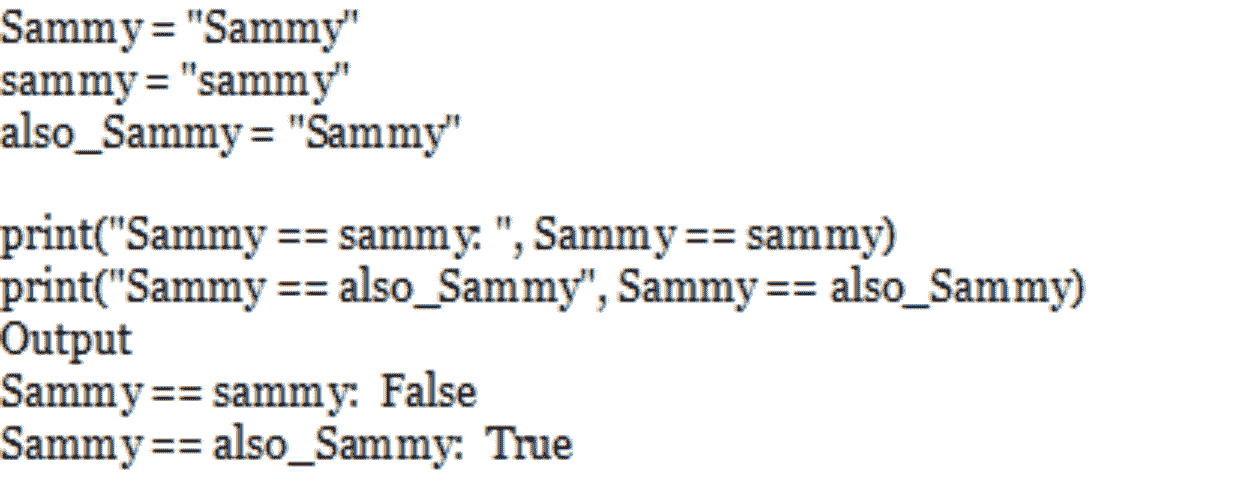 Sammy = "Sammy"
sammy = "sammy"
also_Sammy = "Sammy"
print("Sammy == sammy: ", Sammy == sammy)
print("Sammy == also_Sammy", Sammy == also_Sammy)
Output
Sammy == sammy:  False
Sammy == also_Sammy:  True